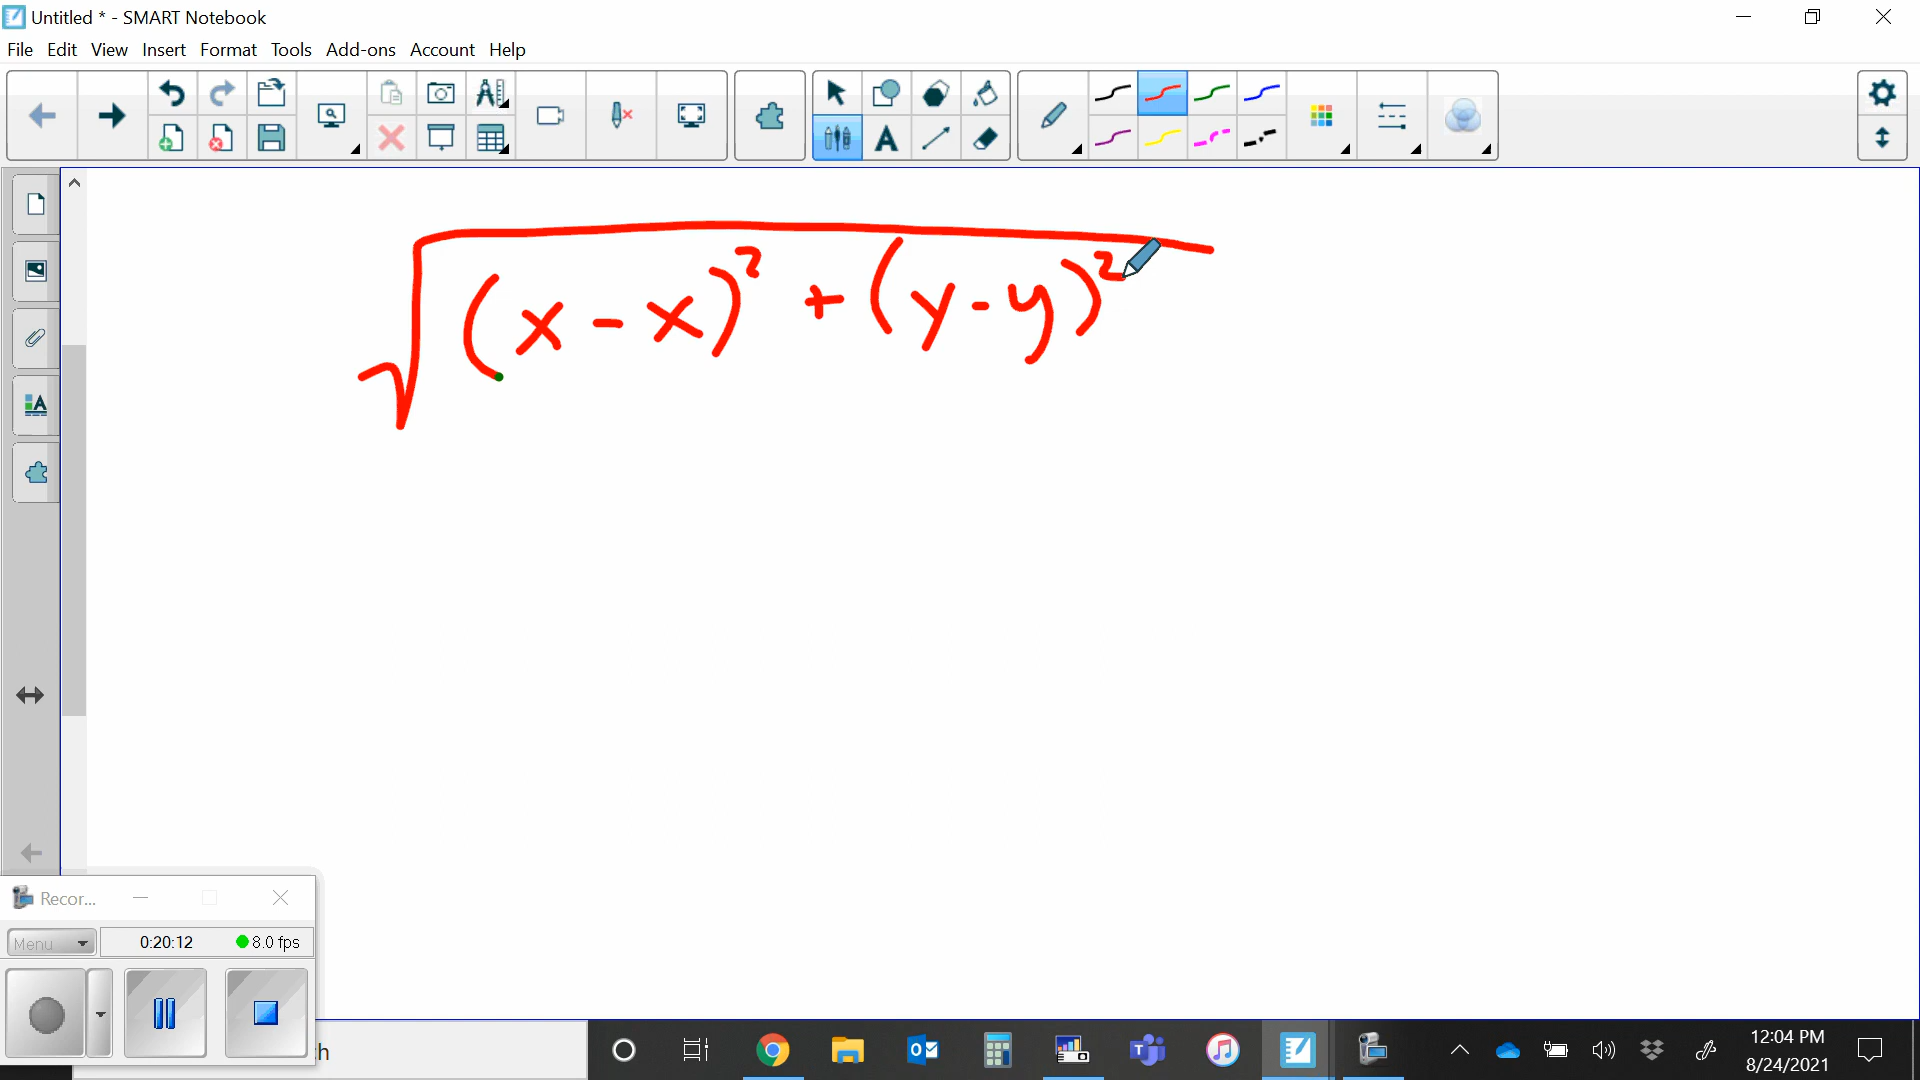 Untitled * - SMART Notebook
File Edit View Insert Format Tools Add-ons Account Help
√((x - x)² + (y - y)²)
Recor...
Menu 0:20:12 8.0 fps
12:04 PM
8/24/2021